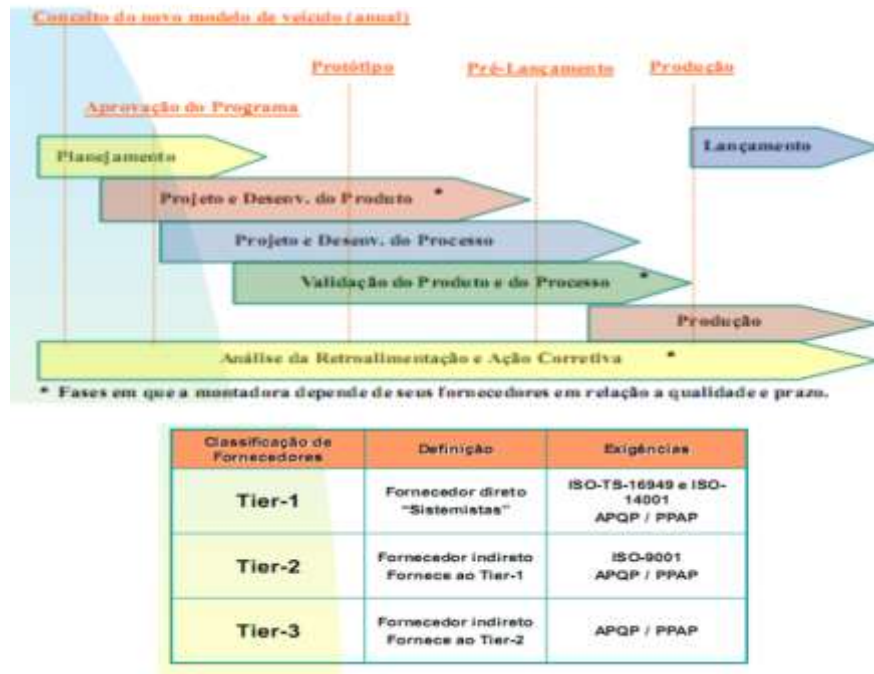 Conceito do novo modelo de veículo (anual)
Protótipo
Pré-Lançamento
Produção
Aprovação do Programa
Planejamento
Lançamento
Projeto e Desenv. do Produto *
Projeto e Desenv. do Processo
Validação do Produto e do Processo *
Produção
Análise da Retroalimentação e Ação Corretiva *
* Fases em que a montadora depende de seus fornecedores em relação a qualidade e prazo.
Classificação de
Fornecedores
Definição
Exigências
Tier-1
Fornecedor direto
"Sistemistas"
ISO-TS-16949 e ISO-
14001
APQP / PPAP
Tier-2
Fornecedor indireto
Fornece ao Tier-1
ISO-9001
APQP / PPAP
Tier-3
Fornecedor indireto
Fornece ao Tier-2
APQP / PPAP